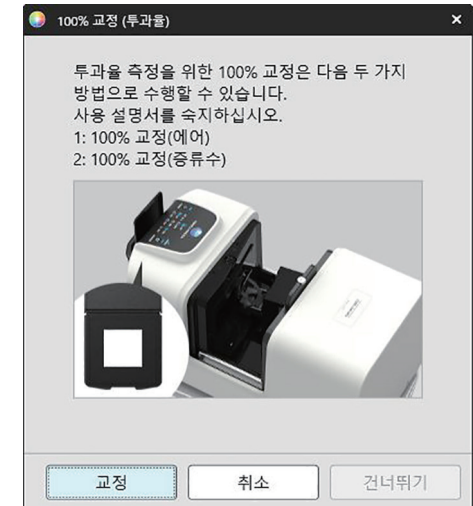 100% 교정 (투과율)
투과율 측정을 위한 100% 교정은 다음 두 가지
방법으로 수행할 수 있습니다.
사용 설명서를 숙지하십시오.
1: 100% 교정(에어)
2: 100% 교정(증류수)
교정
취소
건너뛰기